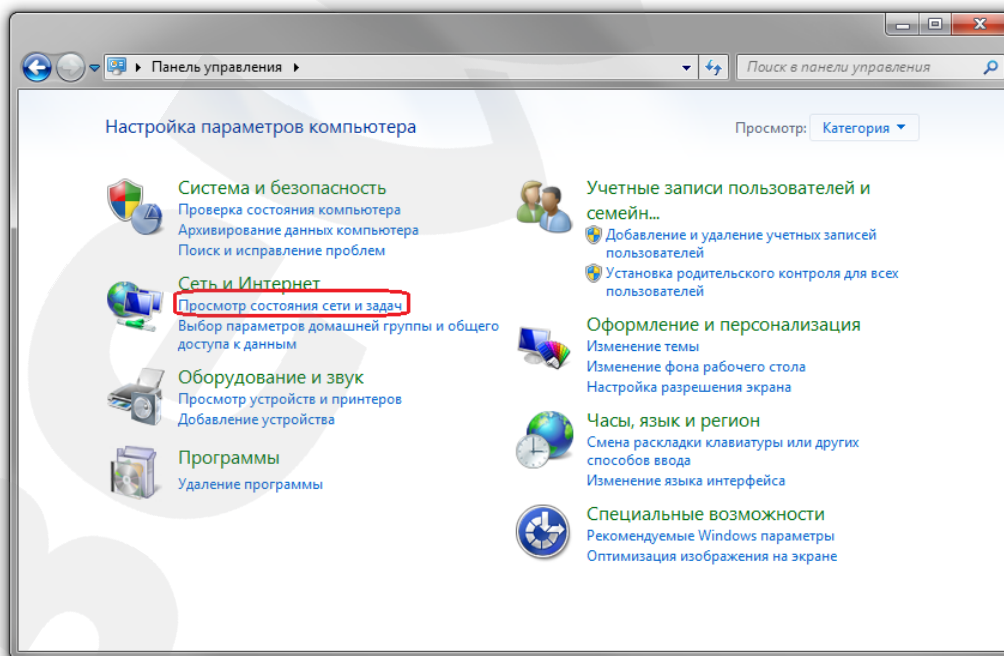 Панель управления
Поиск в панели управления
Настройка параметров компьютера
Просмотр: Категория
Система и безопасность
Проверка состояния компьютера
Архивирование данных компьютера
Поиск и исправление проблем
Сеть и Интернет
Просмотр состояния сети и задач
Выбор параметров домашней группы и общего
доступа к данным
Оборудование и звук
Просмотр устройств и принтеров
Добавление устройства
Программы
Удаление программы
Учетные записи пользователей и
семейн...
Добавление и удаление учетных записей
пользователей
Установка родительского контроля для всех
пользователей
Оформление и персонализация
Изменение темы
Изменение фона рабочего стола
Настройка разрешения экрана
Часы, язык и регион
Смена раскладки клавиатуры или других
способов ввода
Изменение языка интерфейса
Специальные возможности
Рекомендуемые Windows параметры
Оптимизация изображения на экране